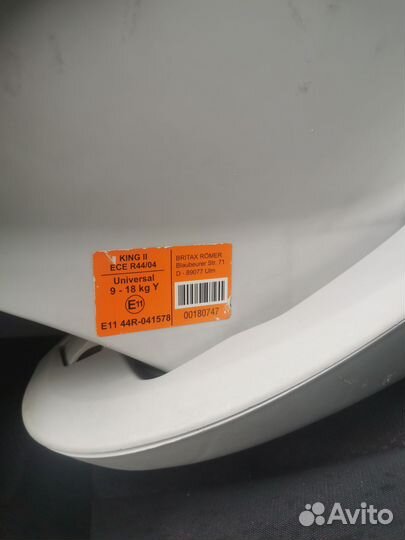 KING II
ECE R44/04
Universal
9 - 18 kg Y
E11
E11 44R-041578
BRITAX RÖMER
Blaubeurer Str. 71
D - 89077 Ulm
00180747
Avito